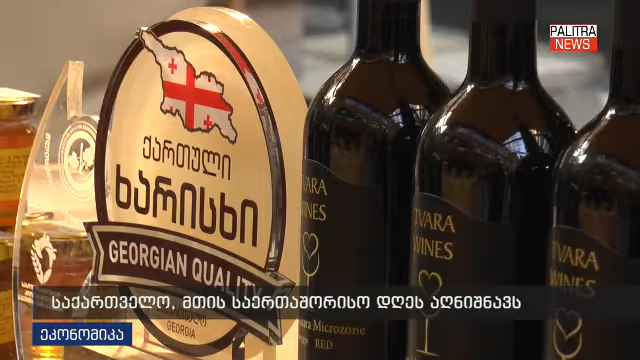 PALITRA
NEWS
ქართული
ხარისხი
GEORGIAN QUALITY
GEORGIA
TVARA
WINES
TVARA
WINES
TVARA
WINES
Microzone
RED
საქართველო, მთის საერთაშორისო დღეს აღნიშნავს
ეკონომიკა